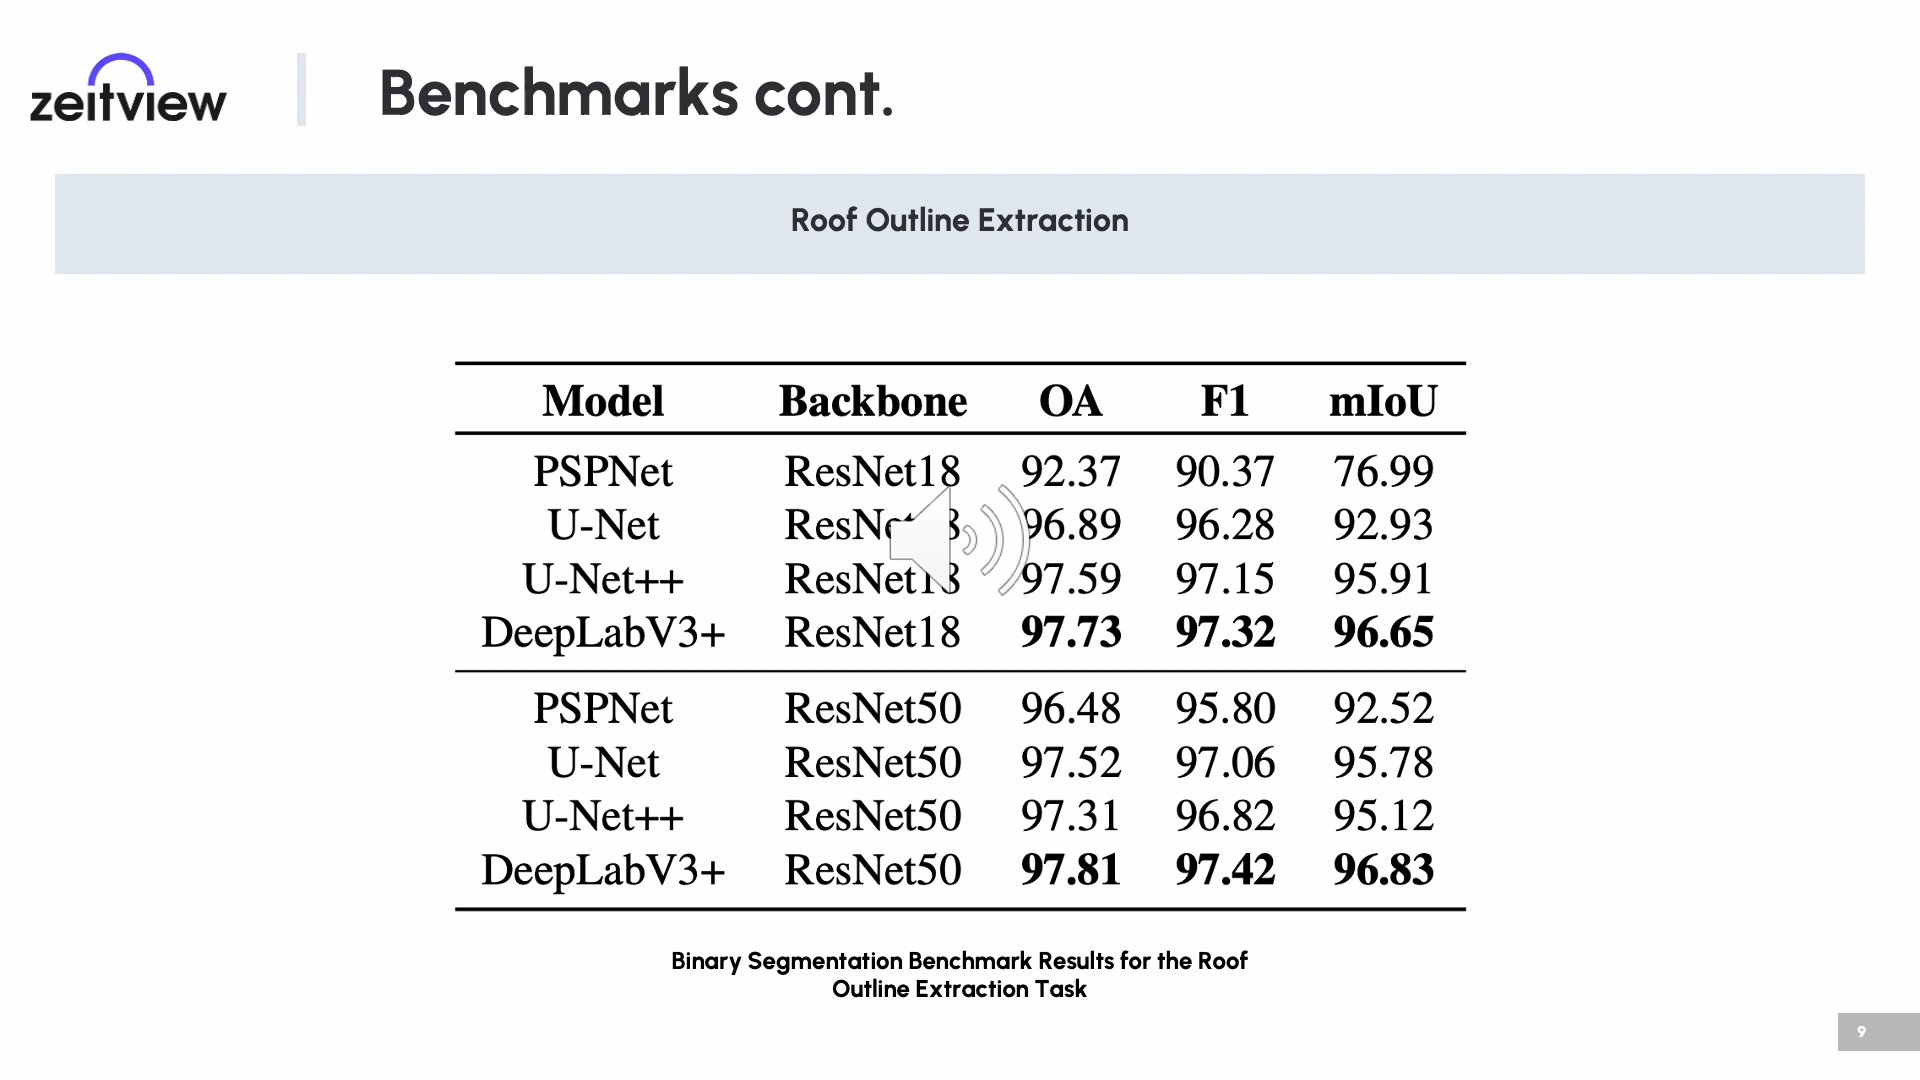 zeitview
Benchmarks cont.
Roof Outline Extraction
Model Backbone OA F1 mIoU
PSPNet ResNet18 92.37 90.37 76.99
U-Net 96.89 96.28 92.93
U-Net++ ResNet18 97.59 97.15 95.91
DeepLabV3+ ResNet18 97.73 97.32 96.65
PSPNet ResNet50 96.48 95.80 92.52
U-Net ResNet50 97.52 97.06 95.78
U-Net++ ResNet50 97.31 96.82 95.12
DeepLabV3+ ResNet50 97.81 97.42 96.83
Binary Segmentation Benchmark Results for the Roof
Outline Extraction Task
9